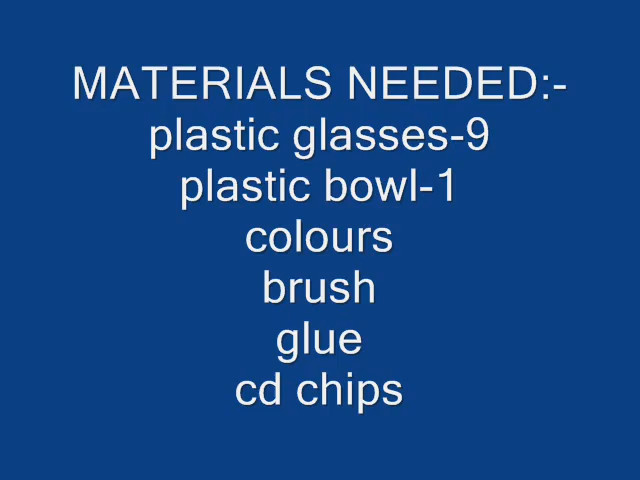 MATERIALS NEEDED:-
plastic glasses-9
plastic bowl-1
colours
brush
glue
cd chips